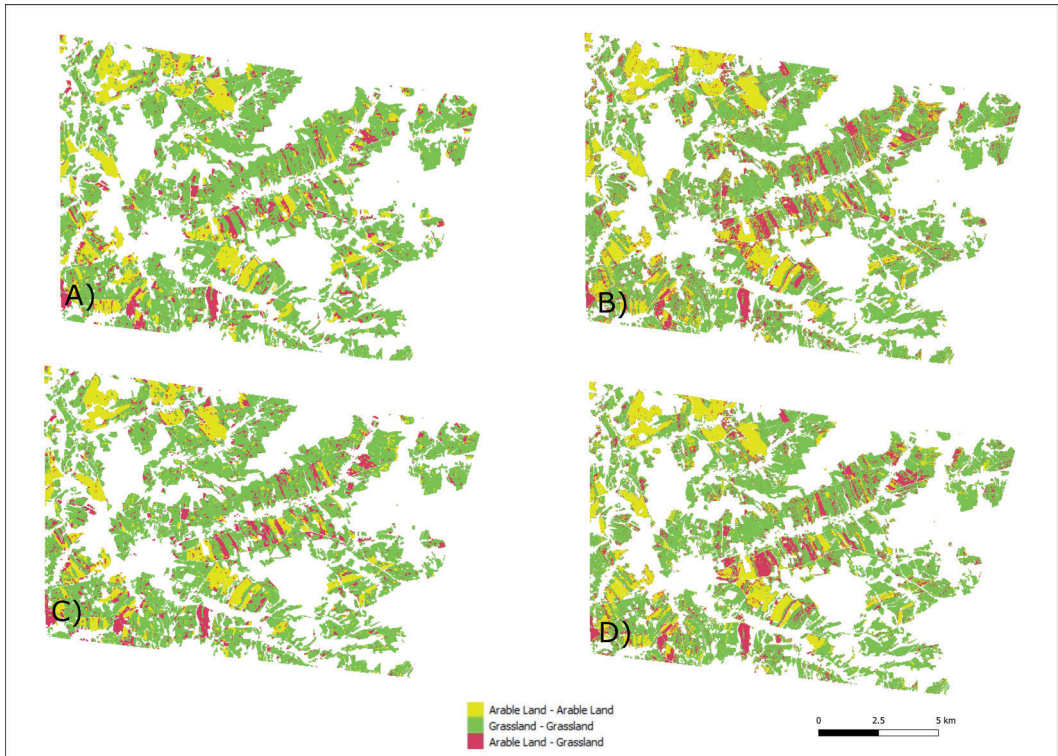 A)
B)
C)
D)
Arable Land - Arable Land
Grassland - Grassland
Arable Land - Grassland
0 2.5 5 km